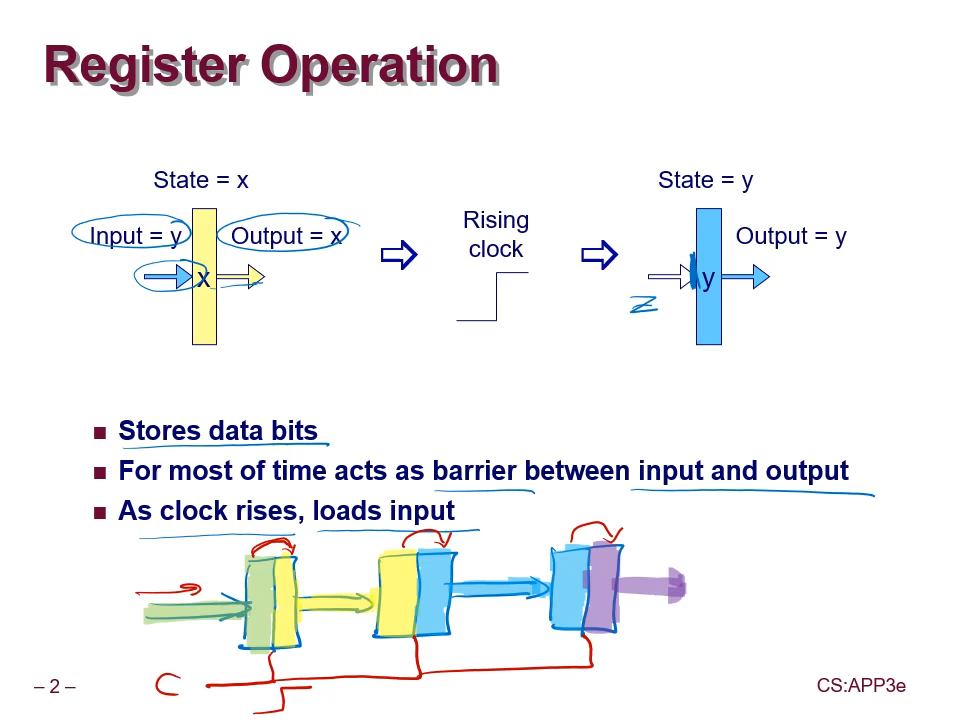 Register Operation
State = x
State = y
Input = y
Output = x
Rising
clock
Output = y
x
y
Z
■ Stores data bits
■ For most of time acts as barrier between input and output
■ As clock rises, loads input
C
– 2 –
CS:APP3e